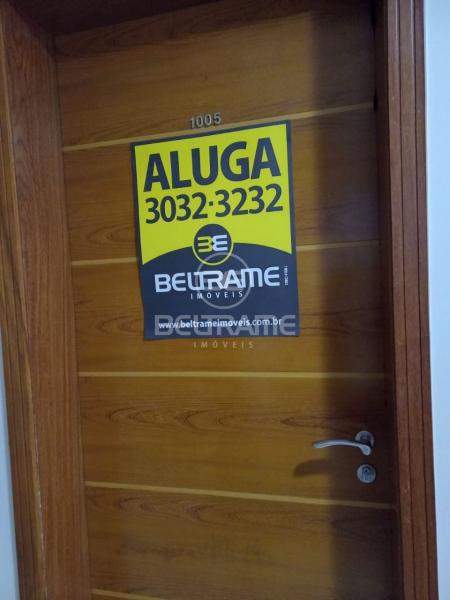 1005
ALUGA
3032-3232
BE
BELTRAME
IMÓVEIS
www.beltrameimoveis.com.br
BELTRAME
IMÓVEIS